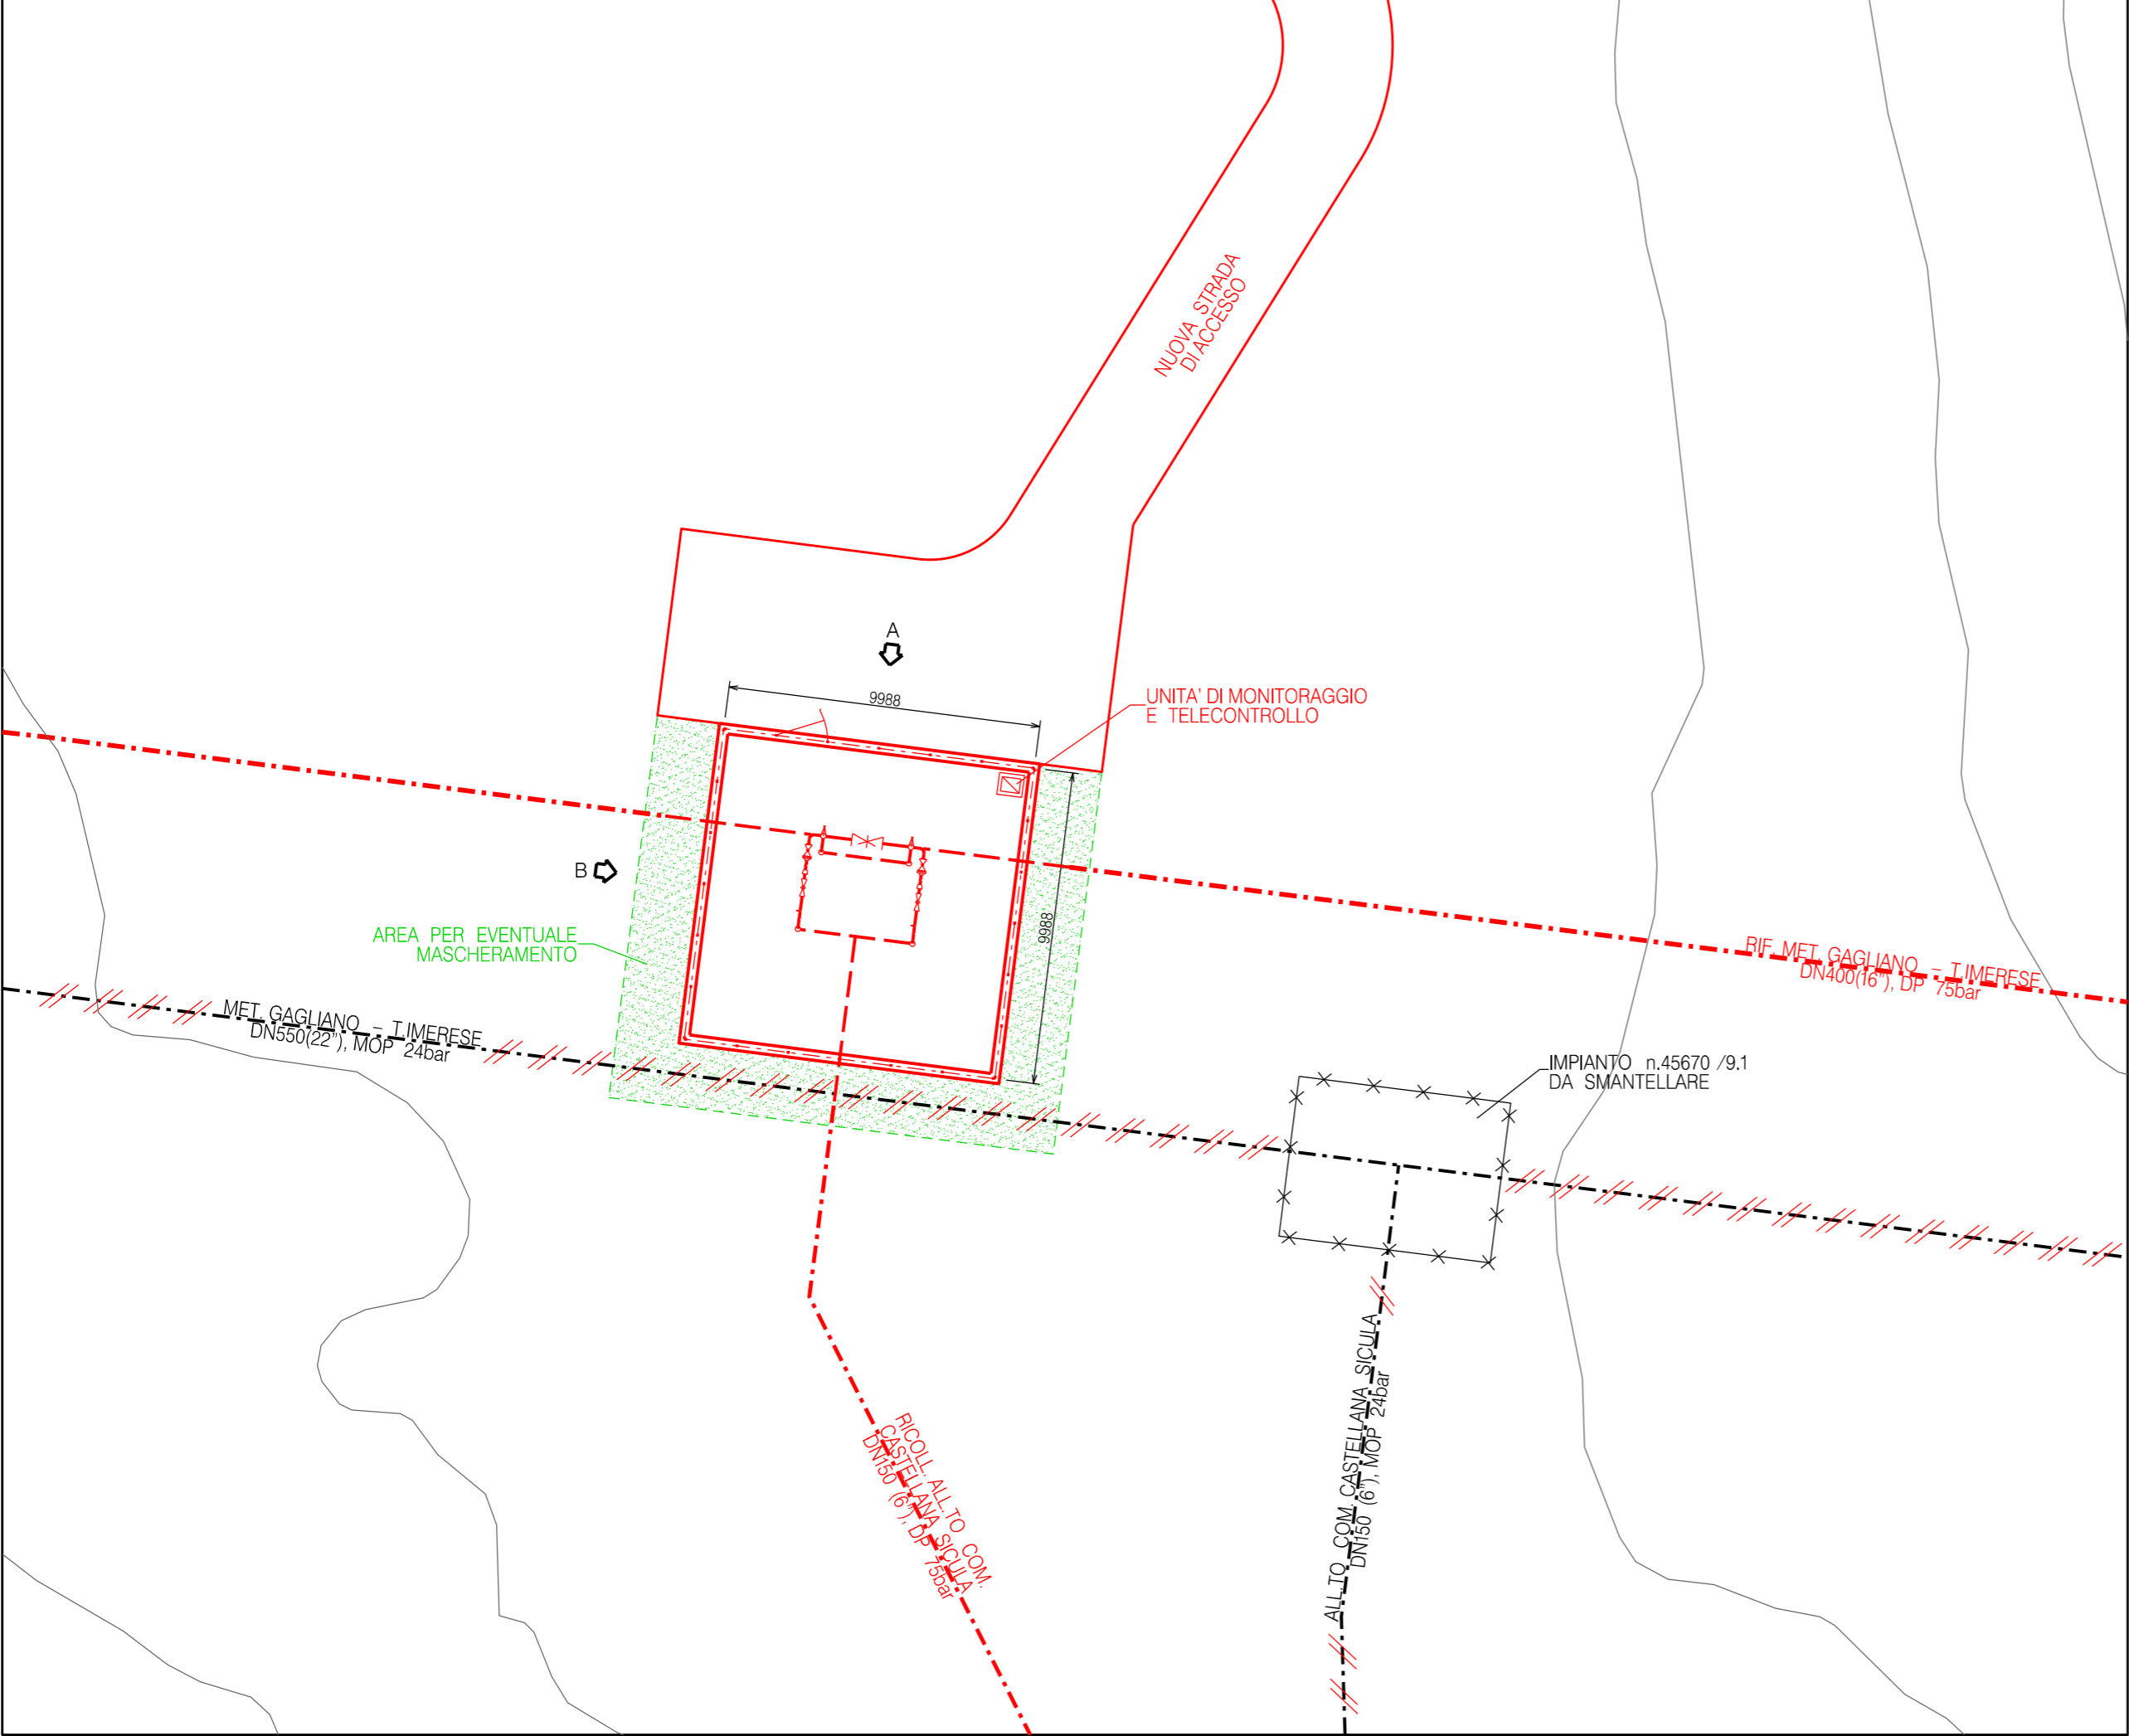 NUOVA STRADA
DI ACCESSO
A
9988
UNITA' DI MONITORAGGIO
E TELECONTROLLO
B
9988
AREA PER EVENTUALE
MASCHERAMENTO
RIF. MET. GAGLIANO – T.IMERESE
DN400(16"), DP 75bar
MET. GAGLIANO – T.IMERESE
DN550(22"), MOP 24bar
IMPIANTO n.45670 /9.1
DA SMANTELLARE
RICOLL. ALL.TO COM.
CASTELLANA SICULA
DN150 (6"), DP 75bar
ALL.TO COM. CASTELLANA SICULA
DN150 (6"), MOP 24bar